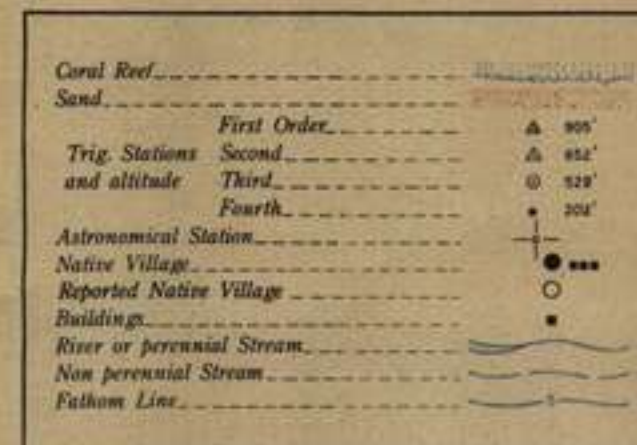 Coral Reef
Sand
First Order 905'
Trig. Stations Second 652'
and altitude Third 529'
Fourth 202'
Astronomical Station
Native Village
Reported Native Village
Buildings
River or perennial Stream
Non perennial Stream
Fathom Line